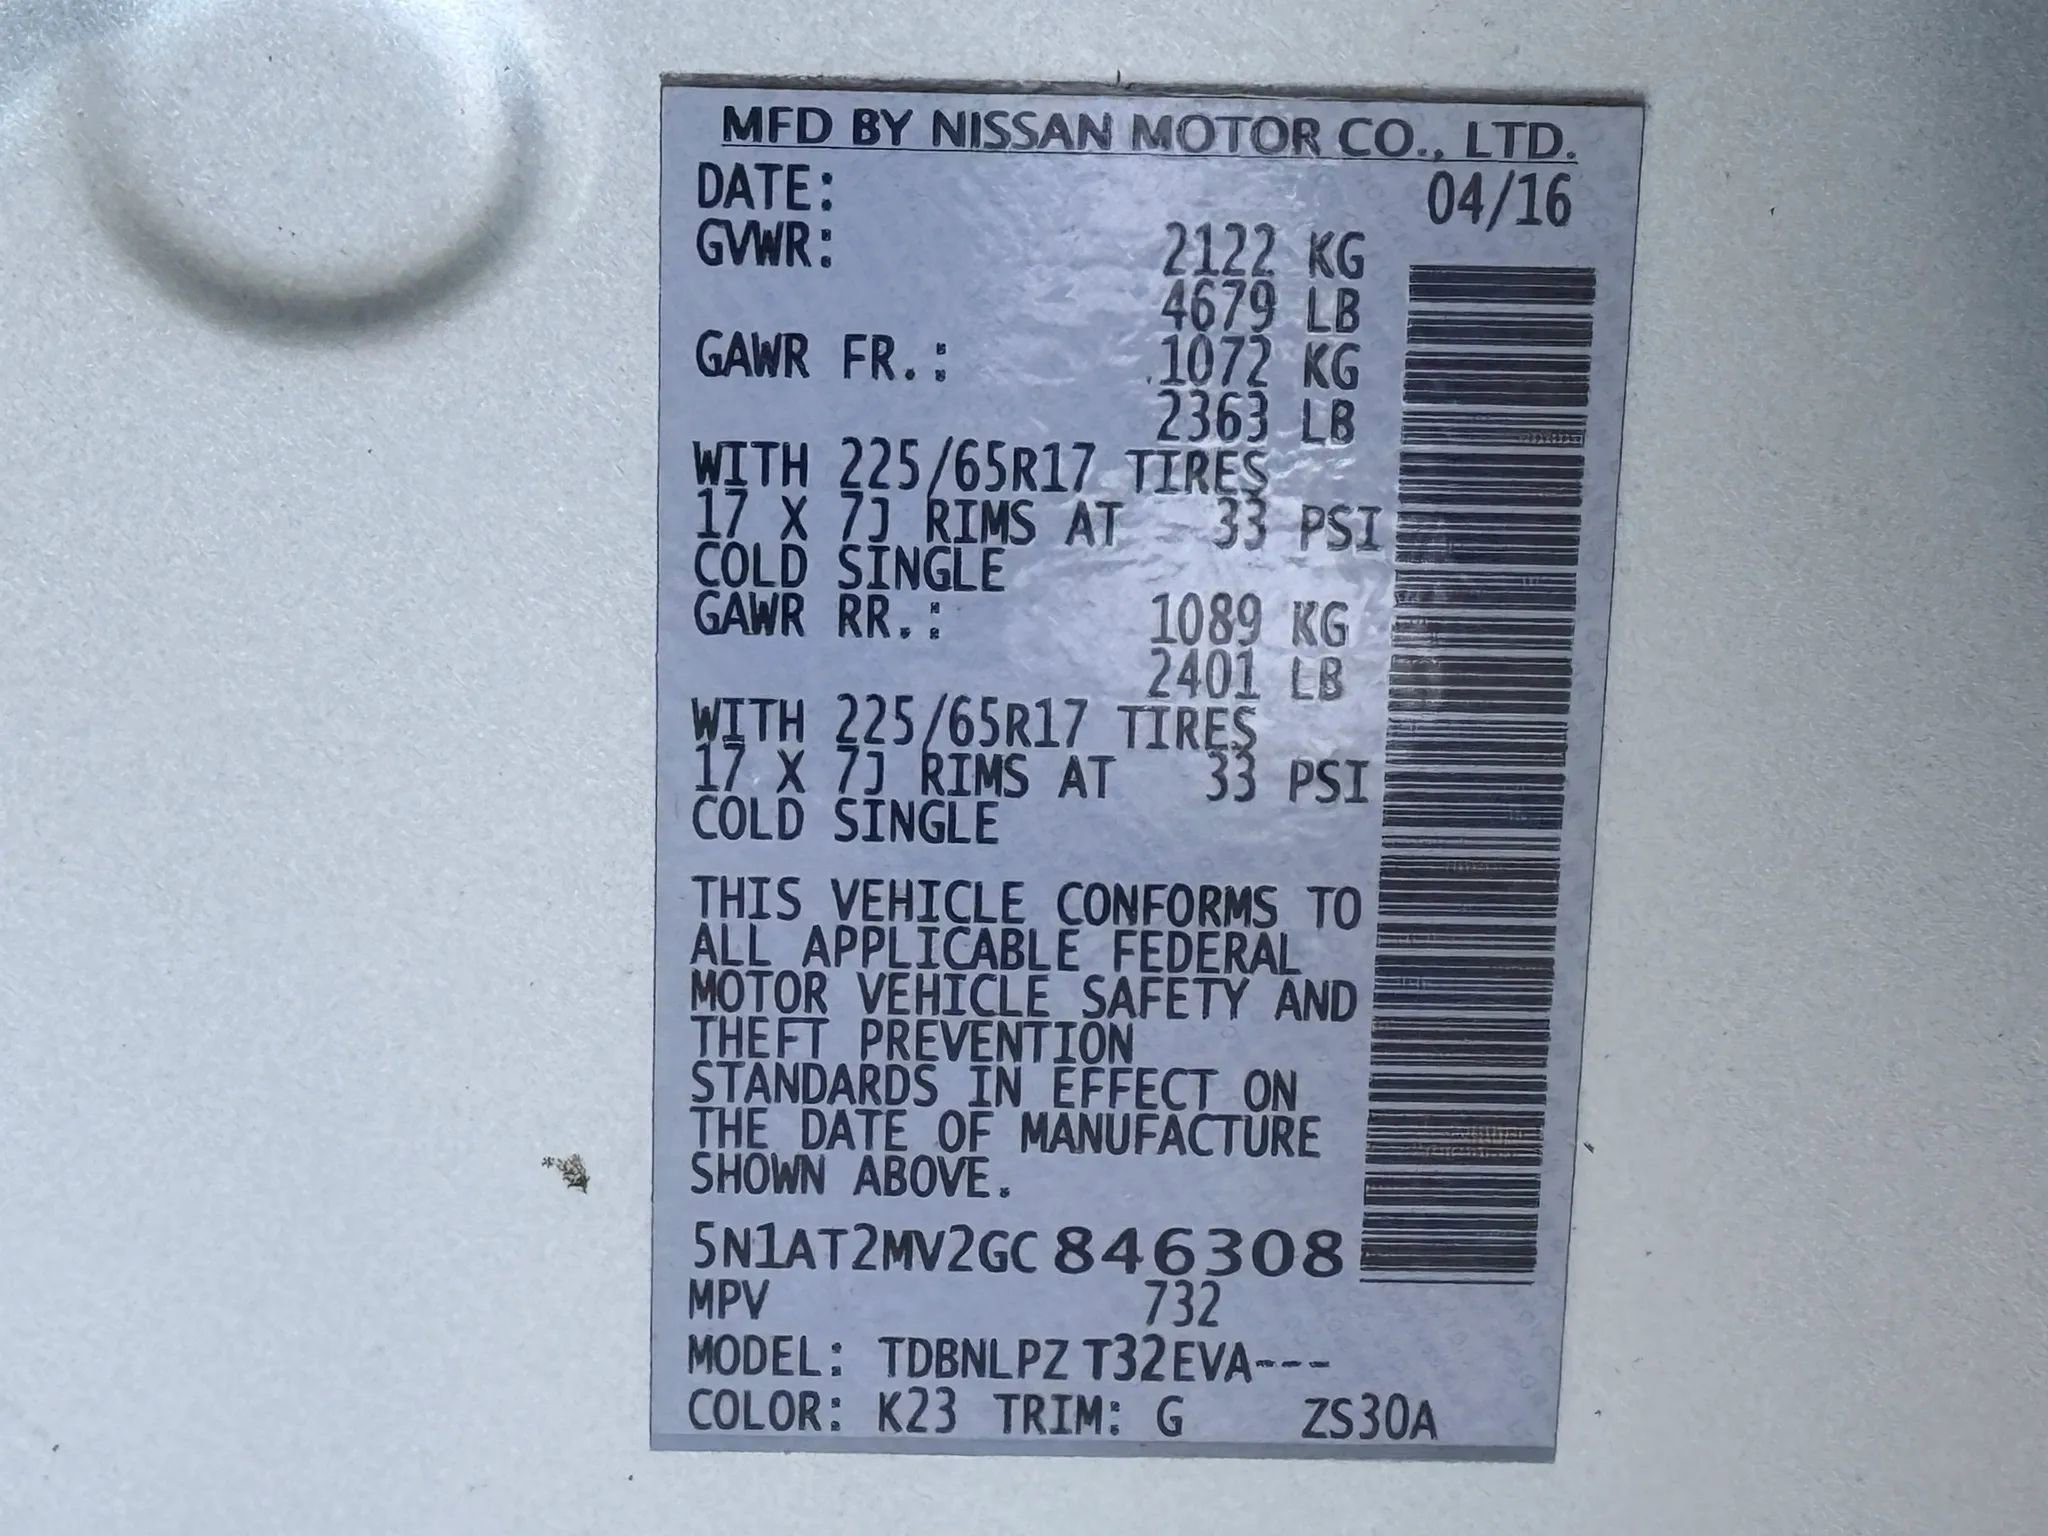 MFD BY NISSAN MOTOR CO., LTD.
DATE: 04/16
GVWR: 2122 KG
4679 LB
GAWR FR.: 1072 KG
2363 LB
WITH 225/65R17 TIRES
17 X 7J RIMS AT 33 PSI
COLD SINGLE
GAWR RR.: 1089 KG
2401 LB
WITH 225/65R17 TIRES
17 X 7J RIMS AT 33 PSI
COLD SINGLE
THIS VEHICLE CONFORMS TO
ALL APPLICABLE FEDERAL
MOTOR VEHICLE SAFETY AND
THEFT PREVENTION
STANDARDS IN EFFECT ON
THE DATE OF MANUFACTURE
SHOWN ABOVE.
5N1AT2MV2GC846308
MPV 732
MODEL: TDBNLPZ T32EVA---
COLOR: K23 TRIM: G ZS30A